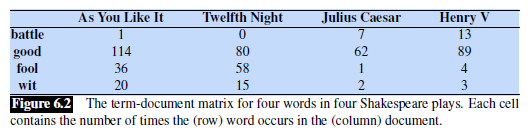 As You Like It Twelfth Night Julius Caesar Henry V
battle 1 0 7 13
good 114 80 62 89
fool 36 58 1 4
wit 20 15 2 3
Figure 6.2 The term-document matrix for four words in four Shakespeare plays. Each cell
contains the number of times the (row) word occurs in the (column) document.